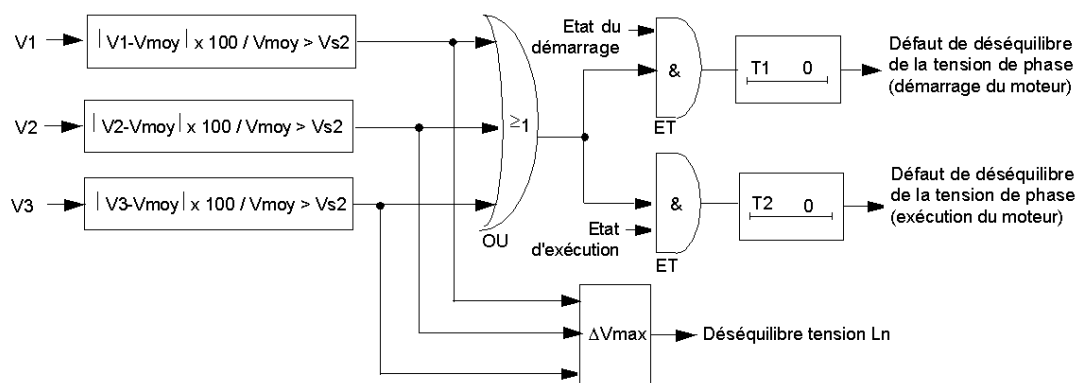 V1
| V1-Vmoy | x 100 / Vmoy > Vs2
V2
| V2-Vmoy | x 100 / Vmoy > Vs2
V3
| V3-Vmoy | x 100 / Vmoy > Vs2
≥1
OU
Etat du
démarrage
&
ET
T1 0
Défaut de déséquilibre
de la tension de phase
(démarrage du moteur)
&
Etat
d'exécution
ET
T2 0
Défaut de déséquilibre
de la tension de phase
(exécution du moteur)
ΔVmax
Déséquilibre tension Ln